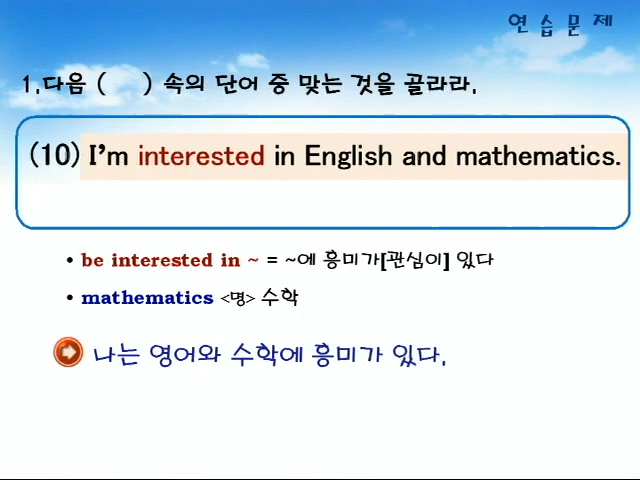 연 습 문 제
1.다음 (    ) 속의 단어 중 맞는 것을 골라라.
(10) I'm interested in English and mathematics.
• be interested in ~ = ~에 흥미가[관심이] 있다
• mathematics <명> 수학
나는 영어와 수학에 흥미가 있다.